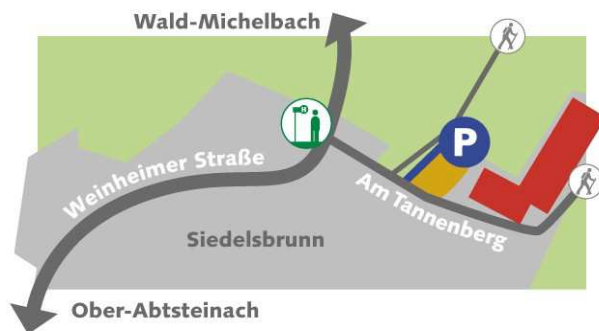 Wald-Michelbach
H
P
Weinheimer Straße
Am Tannenberg
Siedelsbrunn
Ober-Abtsteinach